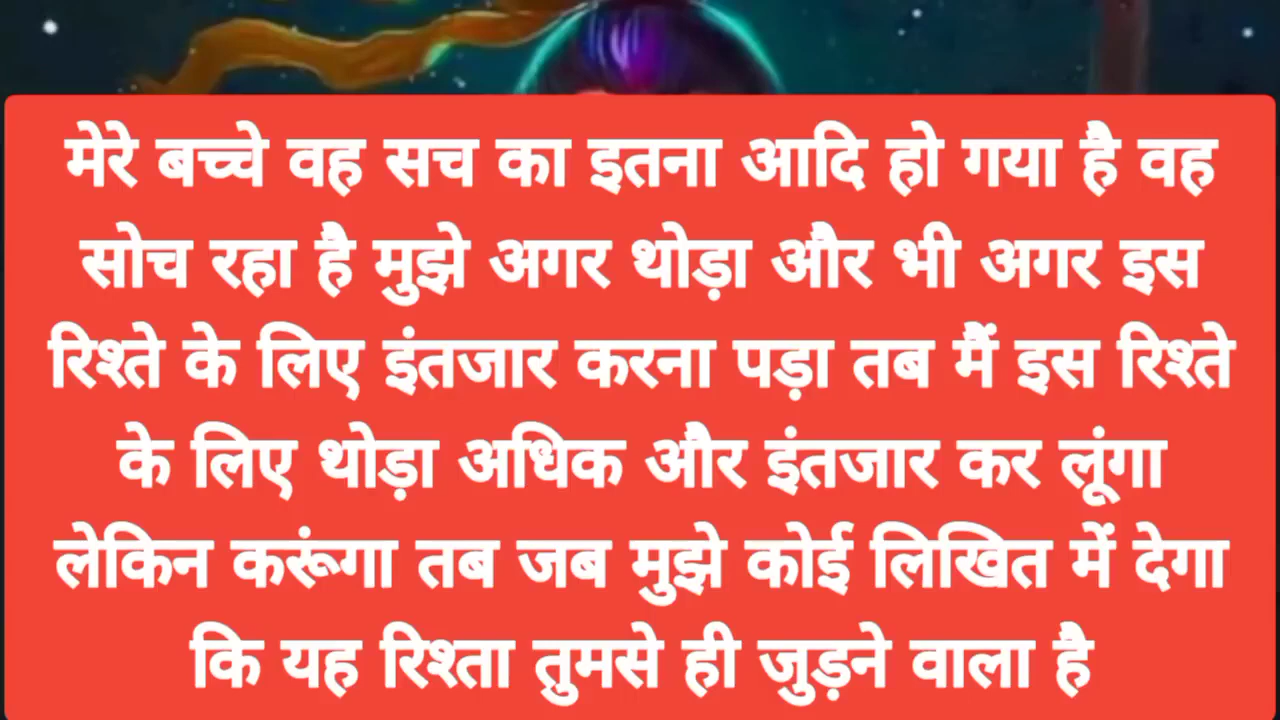 मेरे बच्चे वह सच का इतना आदि हो गया है वह
सोच रहा है मुझे अगर थोड़ा और भी अगर इस
रिश्ते के लिए इंतजार करना पड़ा तब मैं इस रिश्ते
के लिए थोड़ा अधिक और इंतजार कर लूंगा
लेकिन करूंगा तब जब मुझे कोई लिखित में देगा
कि यह रिश्ता तुमसे ही जुड़ने वाला है